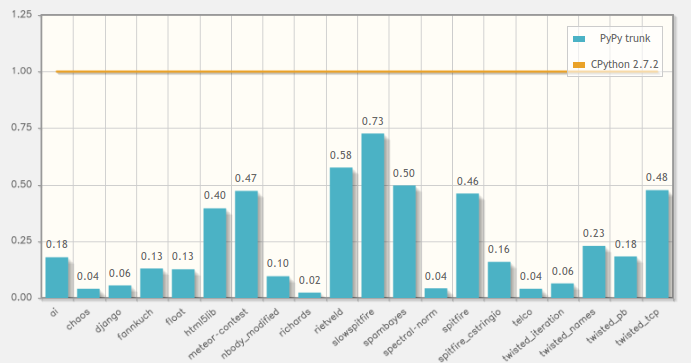 1.25
1.00
0.75
0.50
0.25
0.00
PyPy trunk
CPython 2.7.2
0.18
0.04
0.06
0.13
0.13
0.40
0.47
0.10
0.02
0.58
0.73
0.50
0.04
0.46
0.16
0.04
0.06
0.23
0.18
0.48
ai
chaos
django
fannkuch
float
html5lib
meteor-contest
nbody_modified
richards
rietveld
slowspitfire
spambayes
spectral-norm
spitfire
spitfire_cstringio
telco
twisted_iteration
twisted_names
twisted_pb
twisted_tcp